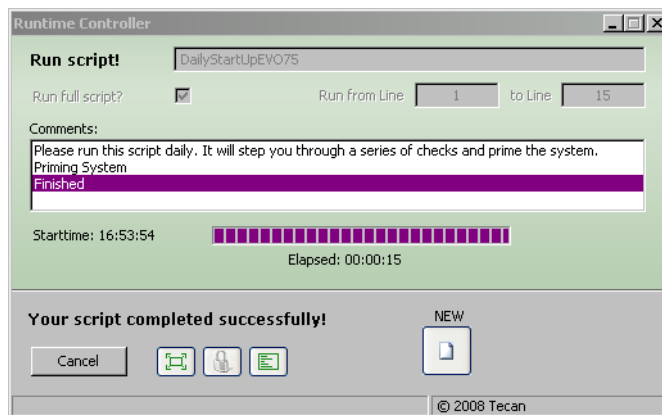 Runtime Controller
Run script!
DailyStartUpEVO75
Run full script?
Run from Line
1
to Line
15
Comments:
Please run this script daily. It will step you through a series of checks and prime the system.
Priming System
Finished
Starttime: 16:53:54
Elapsed: 00:00:15
Your script completed successfully!
NEW
Cancel
© 2008 Tecan